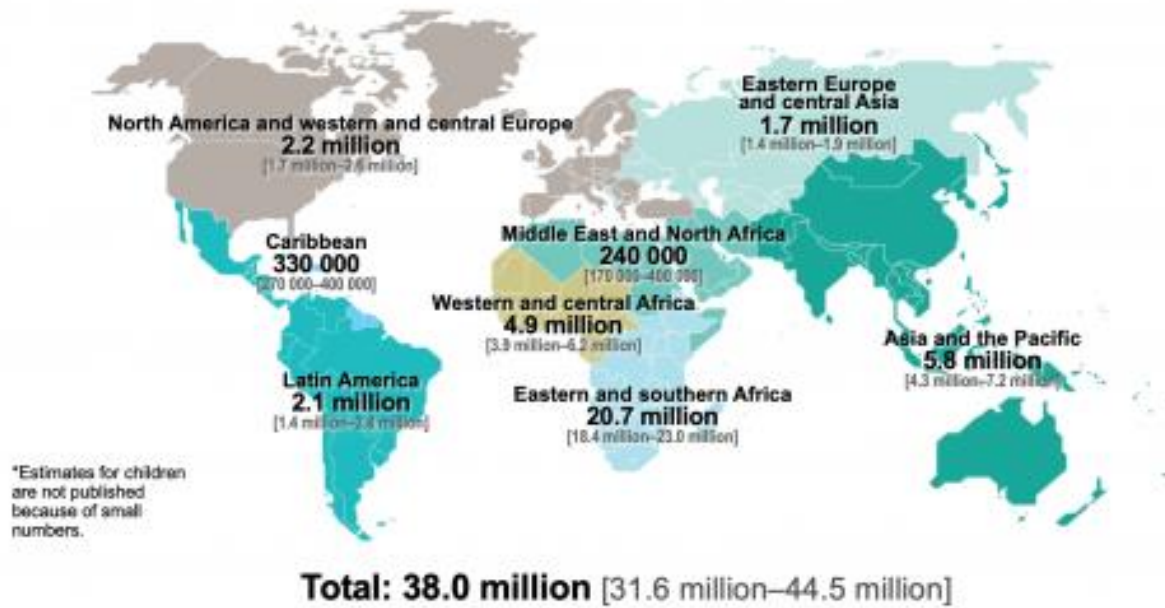 Eastern Europe
and central Asia
1.7 million
[1.4 million–1.9 million]
North America and western and central Europe
2.2 million
[1.7 million–2.6 million]
Middle East and North Africa
240 000
[170 000–400 000]
Caribbean
330 000
[270 000–400 000]
Western and central Africa
4.9 million
[3.9 million–6.2 million]
Asia and the Pacific
5.8 million
[4.3 million–7.2 million]
Latin America
2.1 million
[1.4 million–2.8 million]
Eastern and southern Africa
20.7 million
[18.4 million–23.0 million]
*Estimates for children
are not published
because of small
numbers.
Total: 38.0 million [31.6 million–44.5 million]